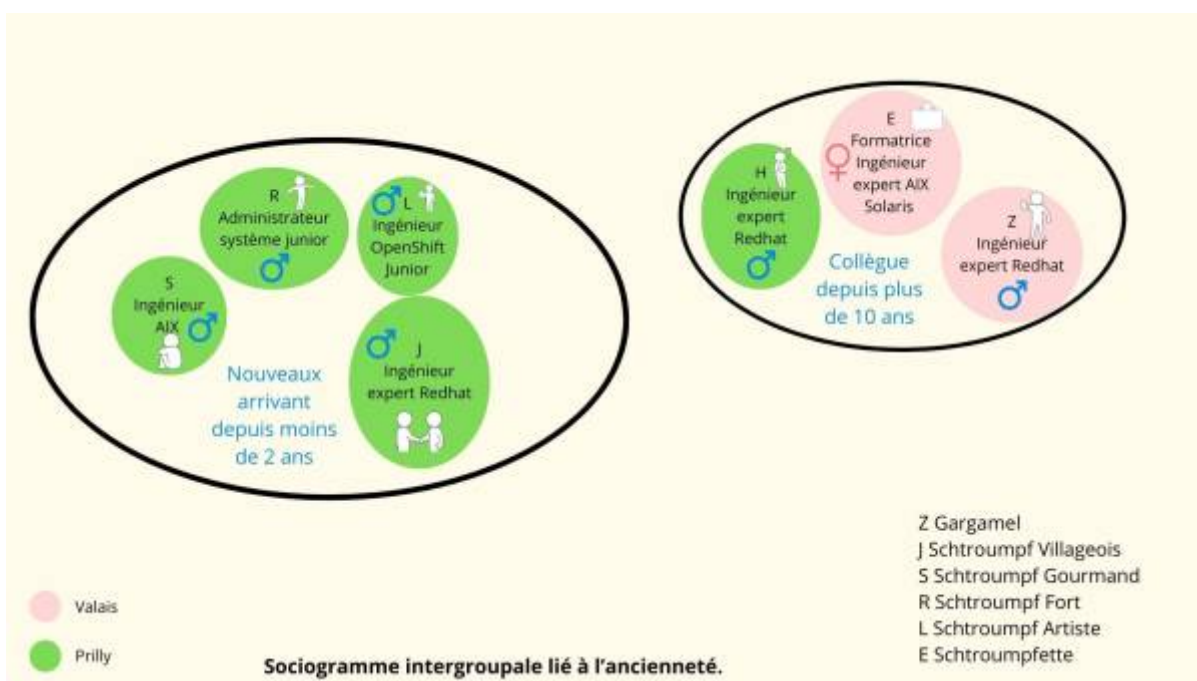 R
Administrateur
système junior
L
Ingénieur
OpenShift
Junior
S
Ingénieur
AIX
J
Ingénieur
expert Redhat
Nouveaux
arrivant
depuis moins
de 2 ans
E
Formatrice
Ingénieur
expert AIX
Solaris
H
Ingénieur
expert
Redhat
Z
Ingénieur
expert Redhat
Collègue
depuis plus
de 10 ans
Z Gargamel
J Schtroumpf Villageois
S Schtroumpf Gourmand
R Schtroumpf Fort
L Schtroumpf Artiste
E Schtroumpfette
Valais
Prilly
Sociogramme intergroupale lié à l'ancienneté.